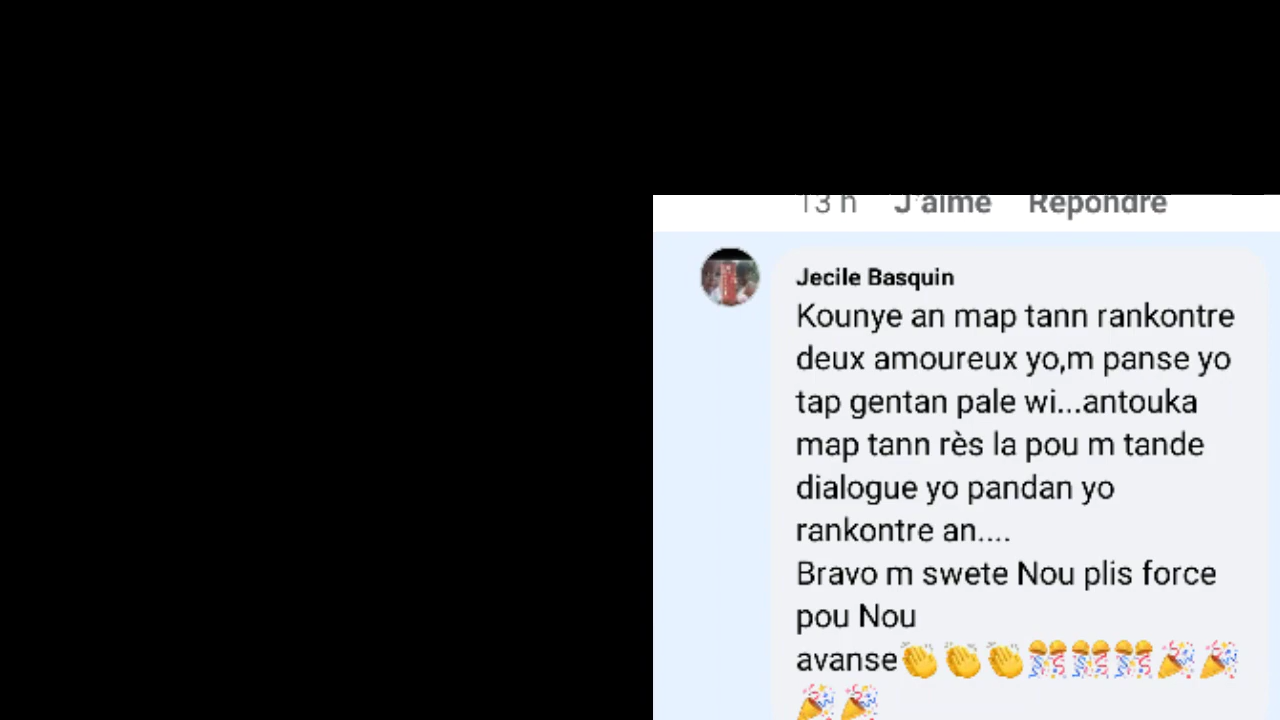 13 h J'aime Répondre
Jecile Basquin
Kounye an map tann rankontre
deux amoureux yo,m panse yo
tap gentan pale wi...antouka
map tann rès la pou m tande
dialogue yo pandan yo
rankontre an....
Bravo m swete Nou plis force
pou Nou
avanse👏👏👏🎊🎊🎊🎉🎉
🎉🎉